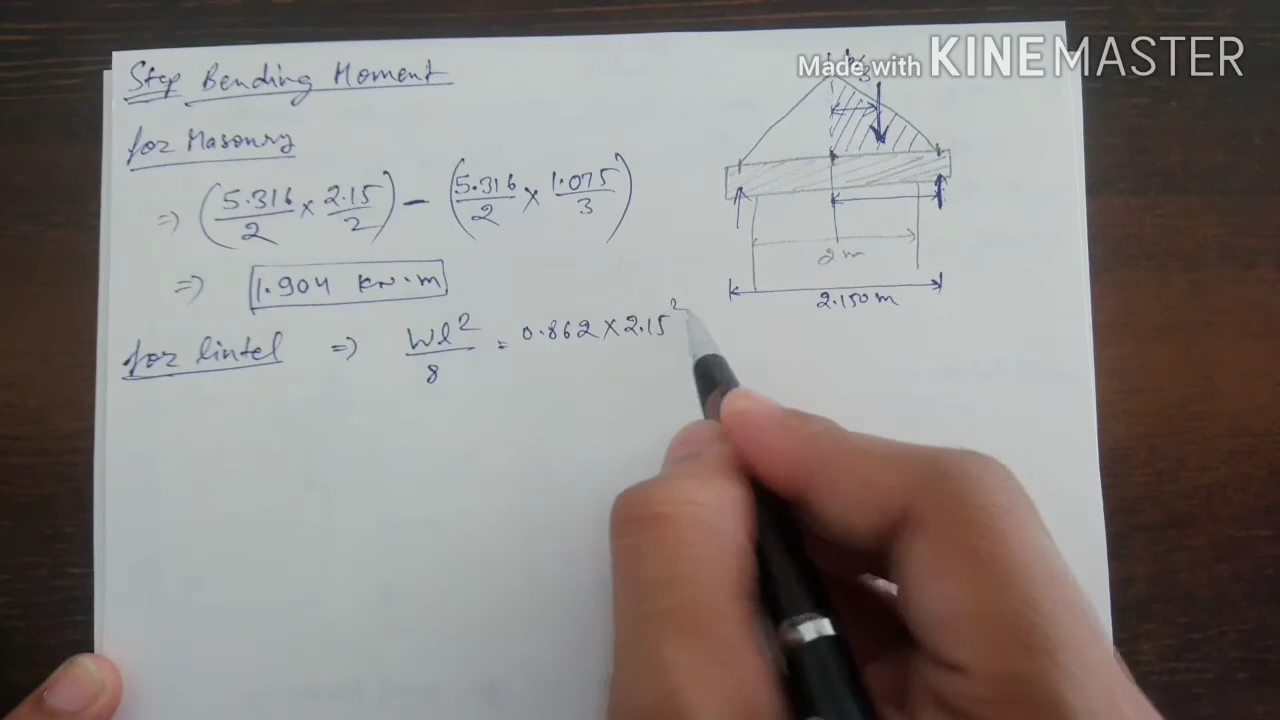 Made with KINEMASTER
Step Bending Moment
for Masonry
⇒ (5.316/2 × 2.15/2) - (5.316/2 × 1.075/3)
⇒ 1.904 kN.m
for lintel ⇒ Wl²/8 = 0.862 × 2.15²
2 m
2.150 m